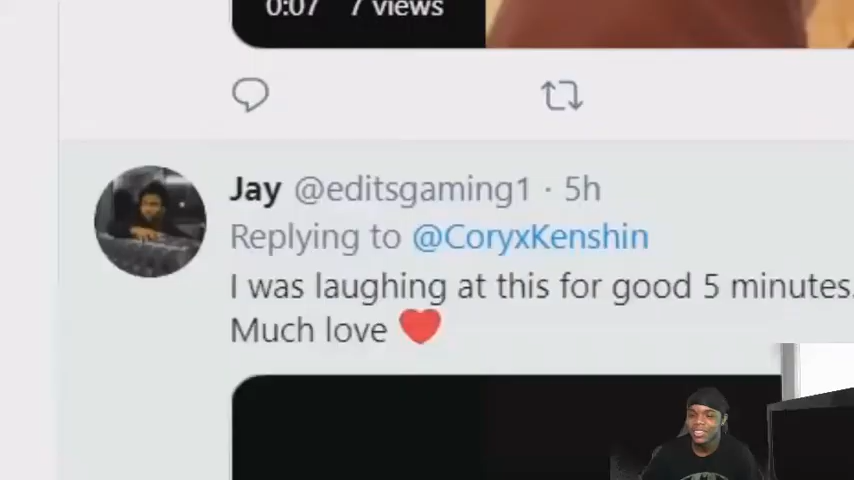 0:07 7 views
Jay @editsgaming1 · 5h
Replying to @CoryxKenshin
I was laughing at this for good 5 minutes.
Much love ❤